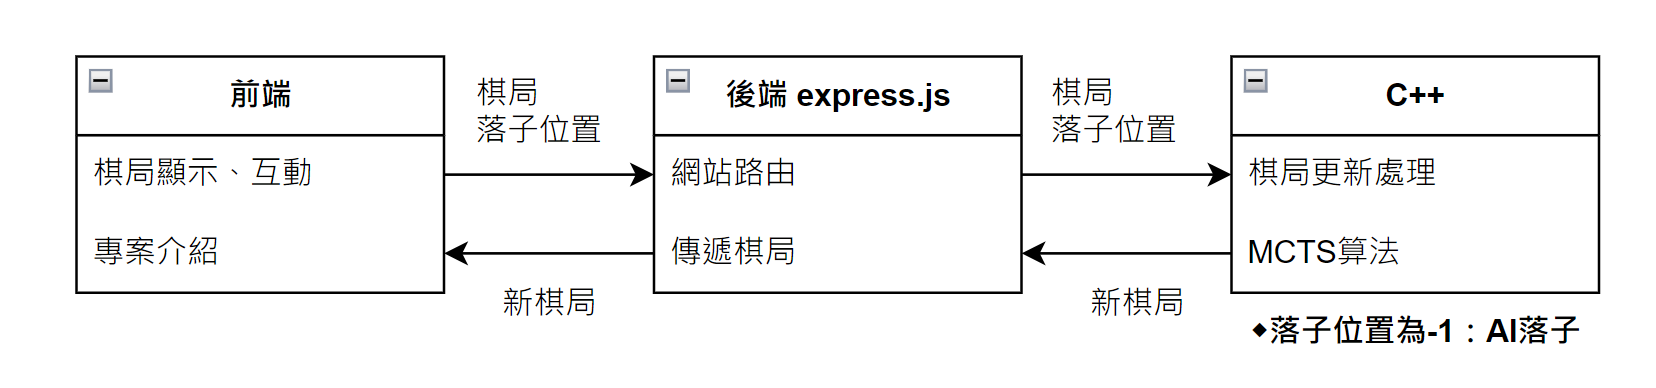 前端
棋局顯示、互動
專案介紹
棋局
落子位置
新棋局
後端 express.js
網站路由
傳遞棋局
棋局
落子位置
新棋局
C++
棋局更新處理
MCTS算法
◆落子位置為-1：AI落子